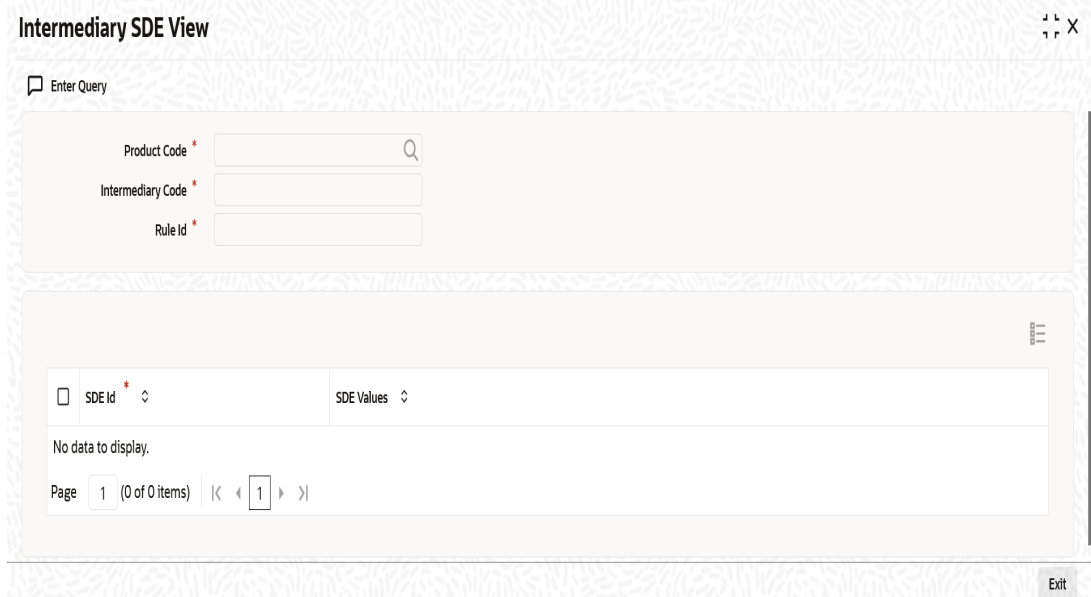 Intermediary SDE View
Enter Query
Product Code *
Intermediary Code *
Rule Id *
SDE Id * SDE Values
No data to display.
Page 1 (0 of 0 items) 1
Exit